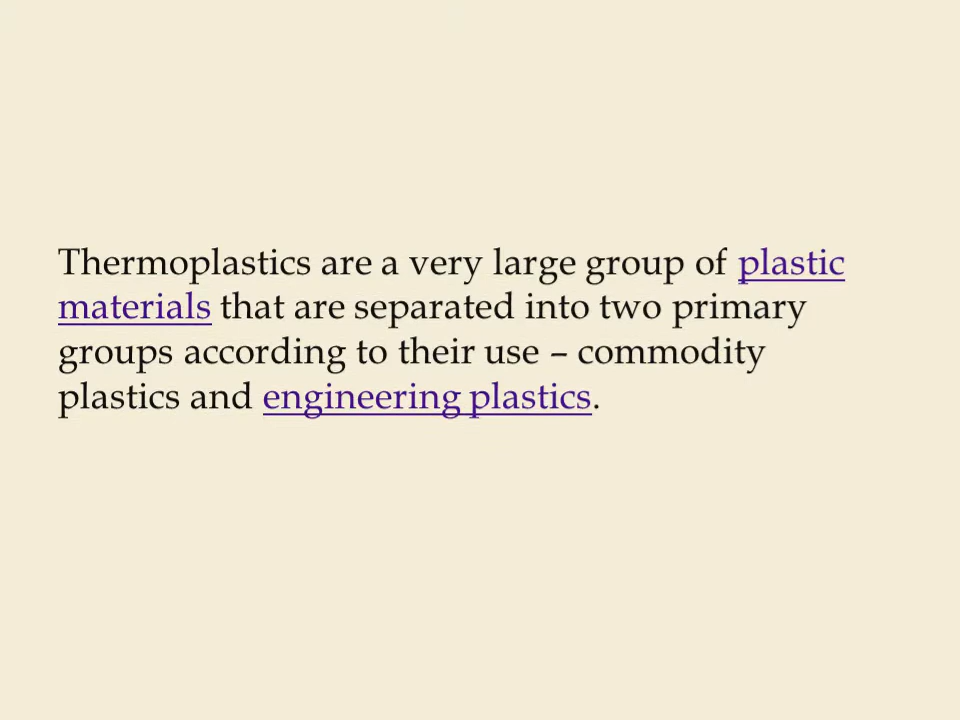 Thermoplastics are a very large group of plastic
materials that are separated into two primary
groups according to their use – commodity
plastics and engineering plastics.